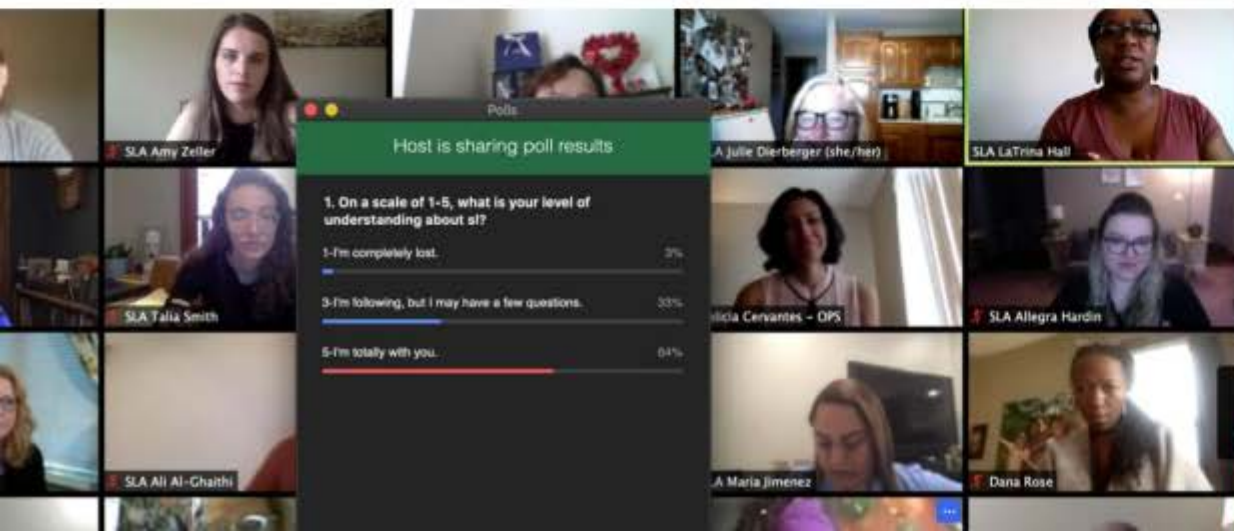 Polls
Host is sharing poll results
SLA Amy Zeller
A Julie Dierberger (she/her)
SLA LaTrina Hall
1. On a scale of 1-5, what is your level of
understanding about sl?
1-I'm completely lost. 3%
3-I'm following, but I may have a few questions. 33%
5-I'm totally with you. 64%
SLA Talia Smith
licia Cervantes - OPS
SLA Allegra Hardin
SLA Ali Al-Ghaithi
A Maria Jimenez
Dana Rose